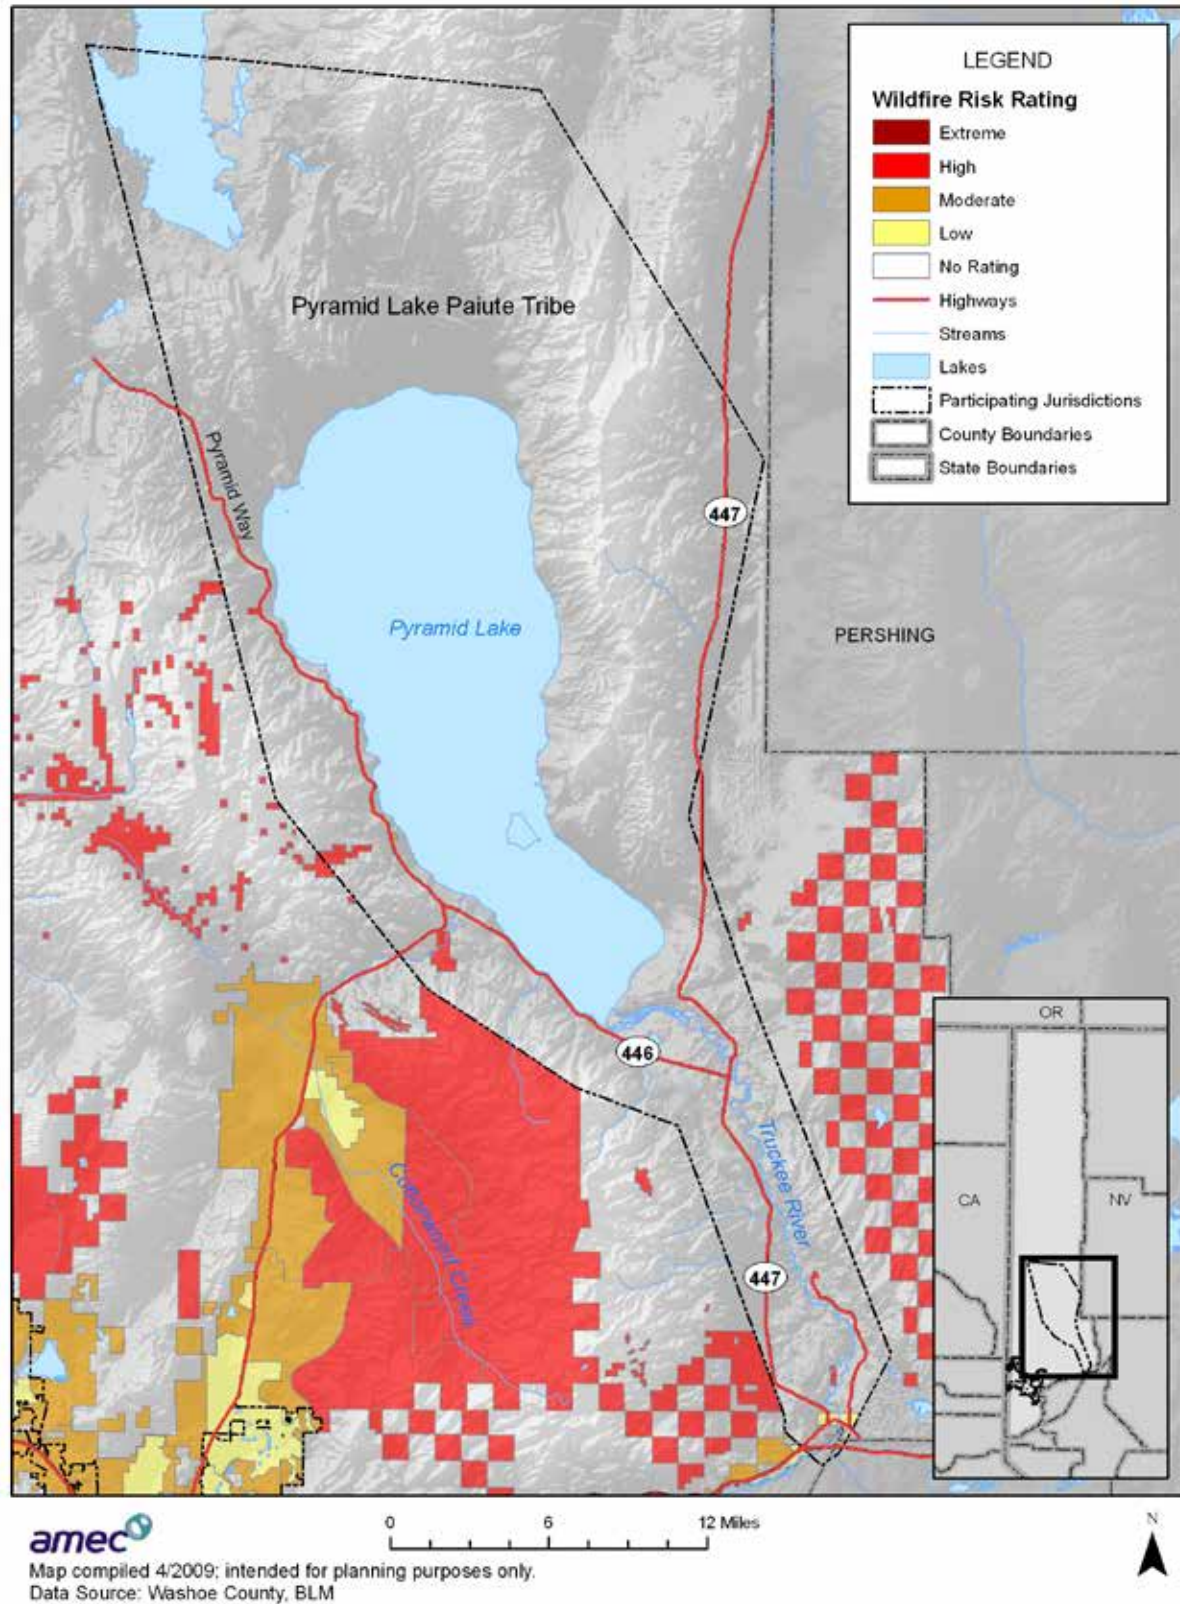 LEGEND
Wildfire Risk Rating
Extreme
High
Moderate
Low
No Rating
Highways
Streams
Lakes
Participating Jurisdictions
County Boundaries
State Boundaries
Pyramid Lake Paiute Tribe
Pyramid Way
447
Pyramid Lake
PERSHING
446
Truckee River
Cottonwood Creek
447
OR
CA
NV
amec
0 6 12 Miles
N
Map compiled 4/2009; intended for planning purposes only.
Data Source: Washoe County, BLM